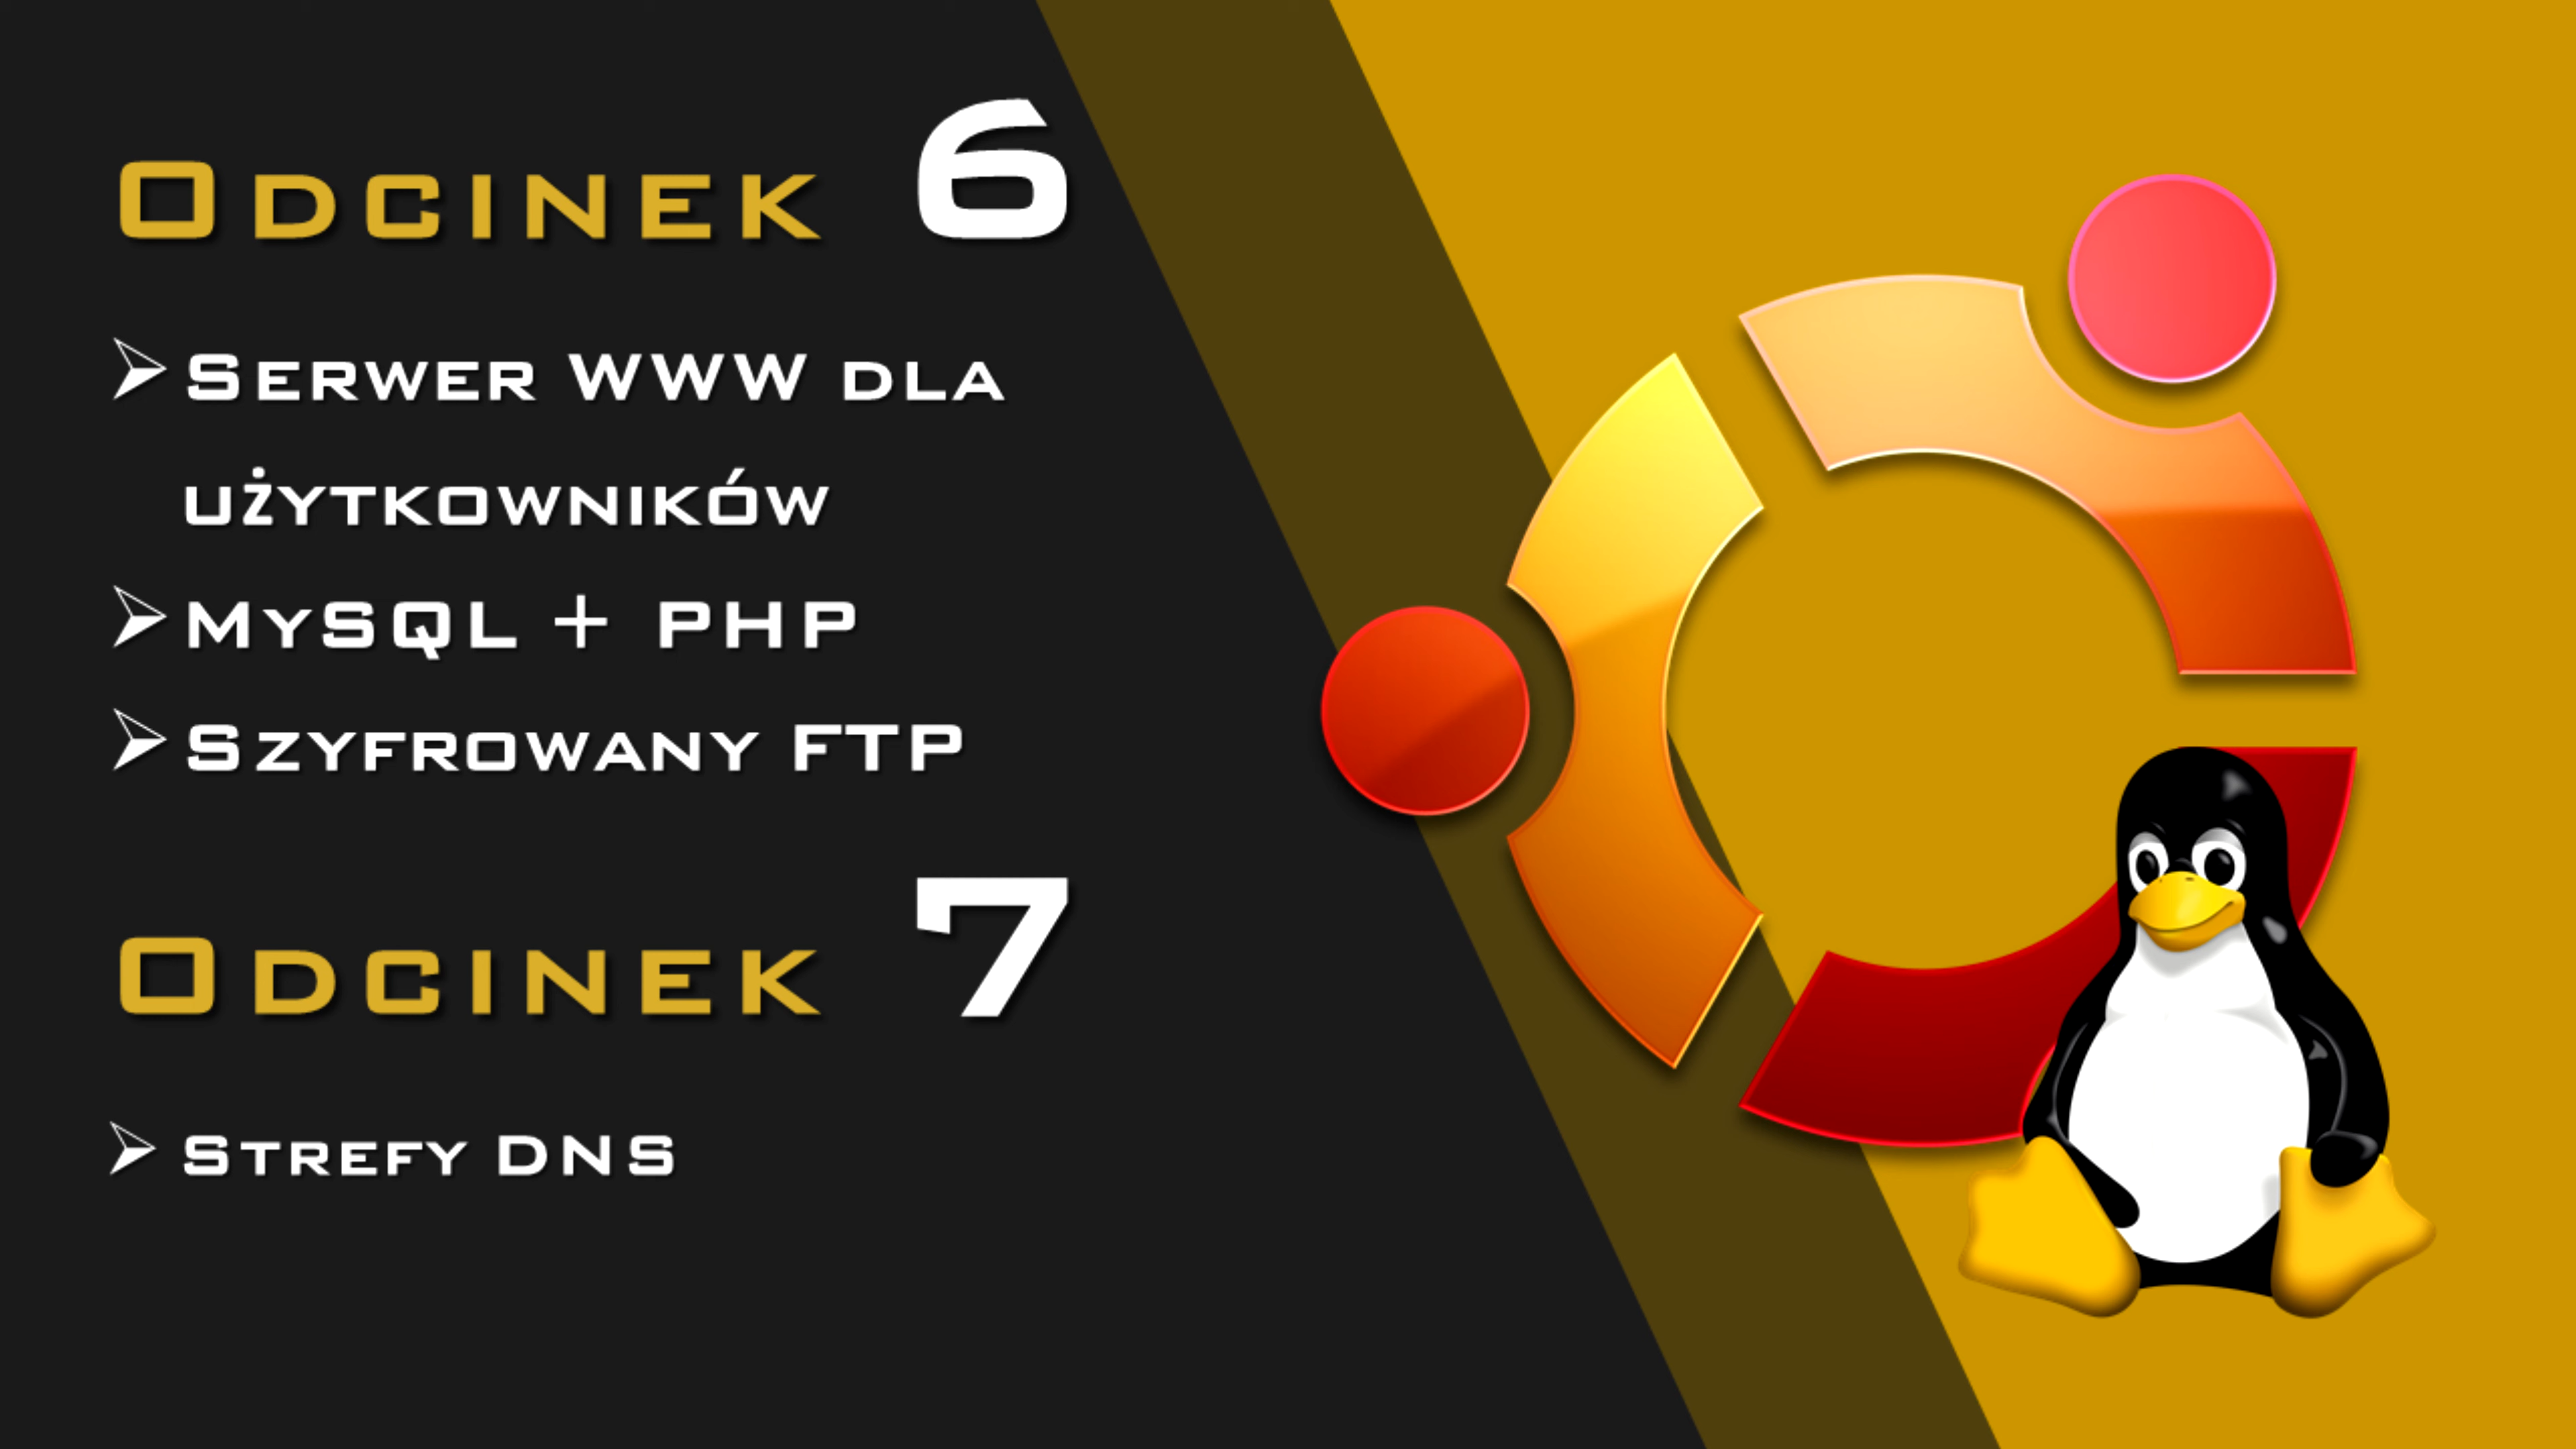 Odcinek 6
Serwer WWW dla
użytkowników
MySQL + PHP
Szyfrowany FTP
Odcinek 7
Strefy DNS